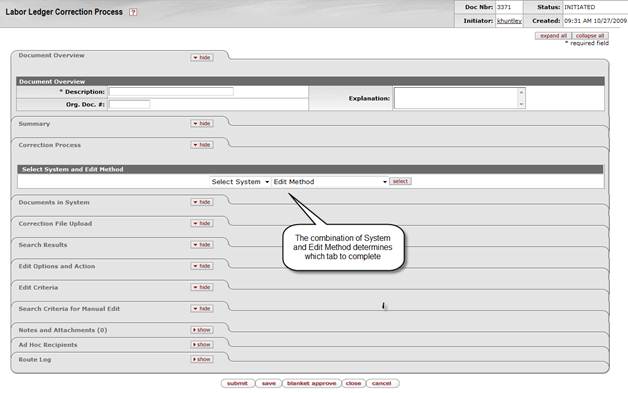 Labor Ledger Correction Process ?
Doc Nbr: 3371 Status: INITIATED
Initiator: khuntley Created: 09:31 AM 10/27/2009
expand all collapse all
* required field
Document Overview hide
Document Overview
* Description: Explanation:
Org. Doc. #:
Summary hide
Correction Process hide
Select System and Edit Method
Select System Edit Method select
Documents in System hide
Correction File Upload hide
The combination of System
and Edit Method determines
which tab to complete
Search Results hide
Edit Options and Action hide
Edit Criteria hide
Search Criteria for Manual Edit hide
Notes and Attachments (0) show
Ad Hoc Recipients show
Route Log show
submit save blanket approve close cancel